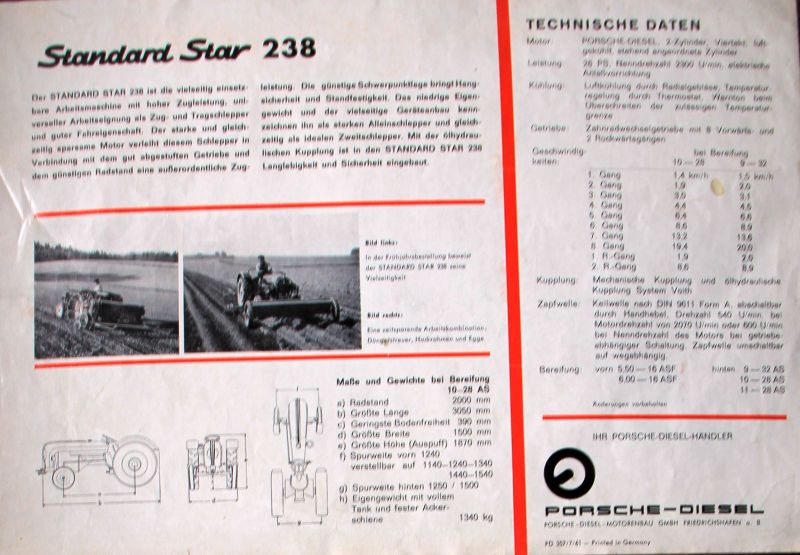 Standard Star 238
Der STANDARD STAR 238 ist die vielseitig einsetz-
bare Arbeitsmaschine mit hoher Zugleistung, uni-
verseller Arbeitseignung als Zug- und Tragschlepper
und guter Fahreigenschaft. Der starke und gleich-
zeitig sparsame Motor verleiht diesem Schlepper in
Verbindung mit dem gut abgestuften Getriebe und
dem günstigen Radstand eine außerordentliche Zug-
leistung. Die günstige Schwerpunktlage bringt Hang-
sicherheit und Standfestigkeit. Das niedrige Eigen-
gewicht und der vielseitige Geräteanbau kenn-
zeichnen ihn als starken Alleinschlepper und gleich-
zeitig als idealen Zweitschlepper. Mit der ölhydrau-
lischen Kupplung ist in den STANDARD STAR 238
Langlebigkeit und Sicherheit eingebaut.
Bild links:
In der Frühjahrsbestellung beweist
der STANDARD STAR 238 seine
Vielseitigkeit
Bild rechts:
Eine zeitsparende Arbeitskombination:
Düngerstreuer, Hackrahmen und Egge
Maße und Gewichte bei Bereifung
10-28 AS
a) Radstand 2000 mm
b) Größte Länge 3050 mm
c) Geringste Bodenfreiheit 390 mm
d) Größte Breite 1500 mm
e) Größte Höhe (Auspuff) 1870 mm
f) Spurweite vorn 1240
verstellbar auf 1140-1240-1340
1440-1540
g) Spurweite hinten 1250 / 1500
h) Eigengewicht mit vollem
Tank und fester Acker-
schiene 1340 kg
TECHNISCHE DATEN
Motor: PORSCHE-DIESEL, 2-Zylinder, Viertakt, luft-
gekühlt, stehend angeordnete Zylinder
Leistung: 26 PS, Nenndrehzahl 2300 U/min, elektrische
Anlaßvorrichtung
Kühlung: Luftkühlung durch Radialgebläse, Temperatur-
regelung durch Thermostat, Warnton beim
Überschreiten der zulässigen Temperatur-
grenze
Getriebe: Zahnradwechselgetriebe mit 8 Vorwärts- und
2 Rückwärtsgängen
Geschwindig- bei Bereifung
keiten: 10-28 9-32
1. Gang 1,4 km/h 1,5 km/h
2. Gang 1,9 2,0
3. Gang 3,0 3,1
4. Gang 4,4 4,5
5. Gang 6,4 6,6
6. Gang 8,6 8,9
7. Gang 13,2 13,6
8. Gang 19,4 20,0
1. R.-Gang 1,9 2,0
2. R.-Gang 8,6 8,9
Kupplung: Mechanische Kupplung und ölhydraulische
Kupplung System Voith
Zapfwelle: Keilwelle nach DIN 9611 Form A, abschaltbar
durch Handhebel, Drehzahl 540 U/min. bei
Motordrehzahl von 2070 U/min oder 600 U/min
bei Nenndrehzahl des Motors bei getriebe-
abhängiger Schaltung. Zapfwelle umschaltbar
auf wegabhängig.
Bereifung: vorn 5.50-16 ASF hinten 9-32 AS
6.00-16 ASF 10-28 AS
11-28 AS
Änderungen vorbehalten
IHR PORSCHE-DIESEL-HÄNDLER
PORSCHE-DIESEL
PORSCHE-DIESEL-MOTORENBAU GMBH FRIEDRICHSHAFEN a. B.
PD 357/7/61 - Printed in Germany